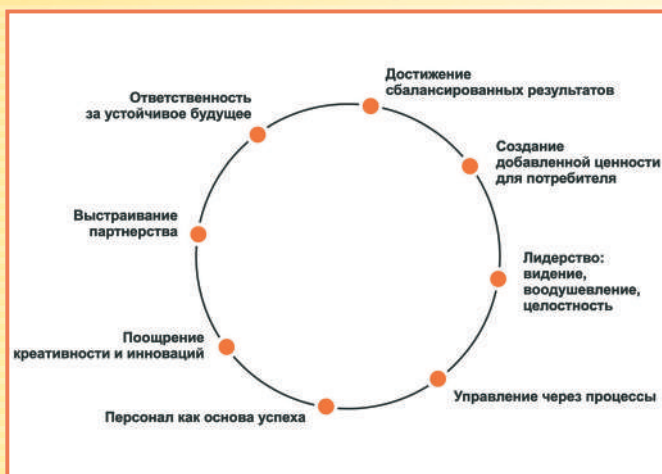 Достижение
сбалансированных результатов
Создание
добавленной ценности
для потребителя
Лидерство:
видение,
воодушевление,
целостность
Управление через процессы
Персонал как основа успеха
Поощрение
креативности и инноваций
Выстраивание
партнерства
Ответственность
за устойчивое будущее